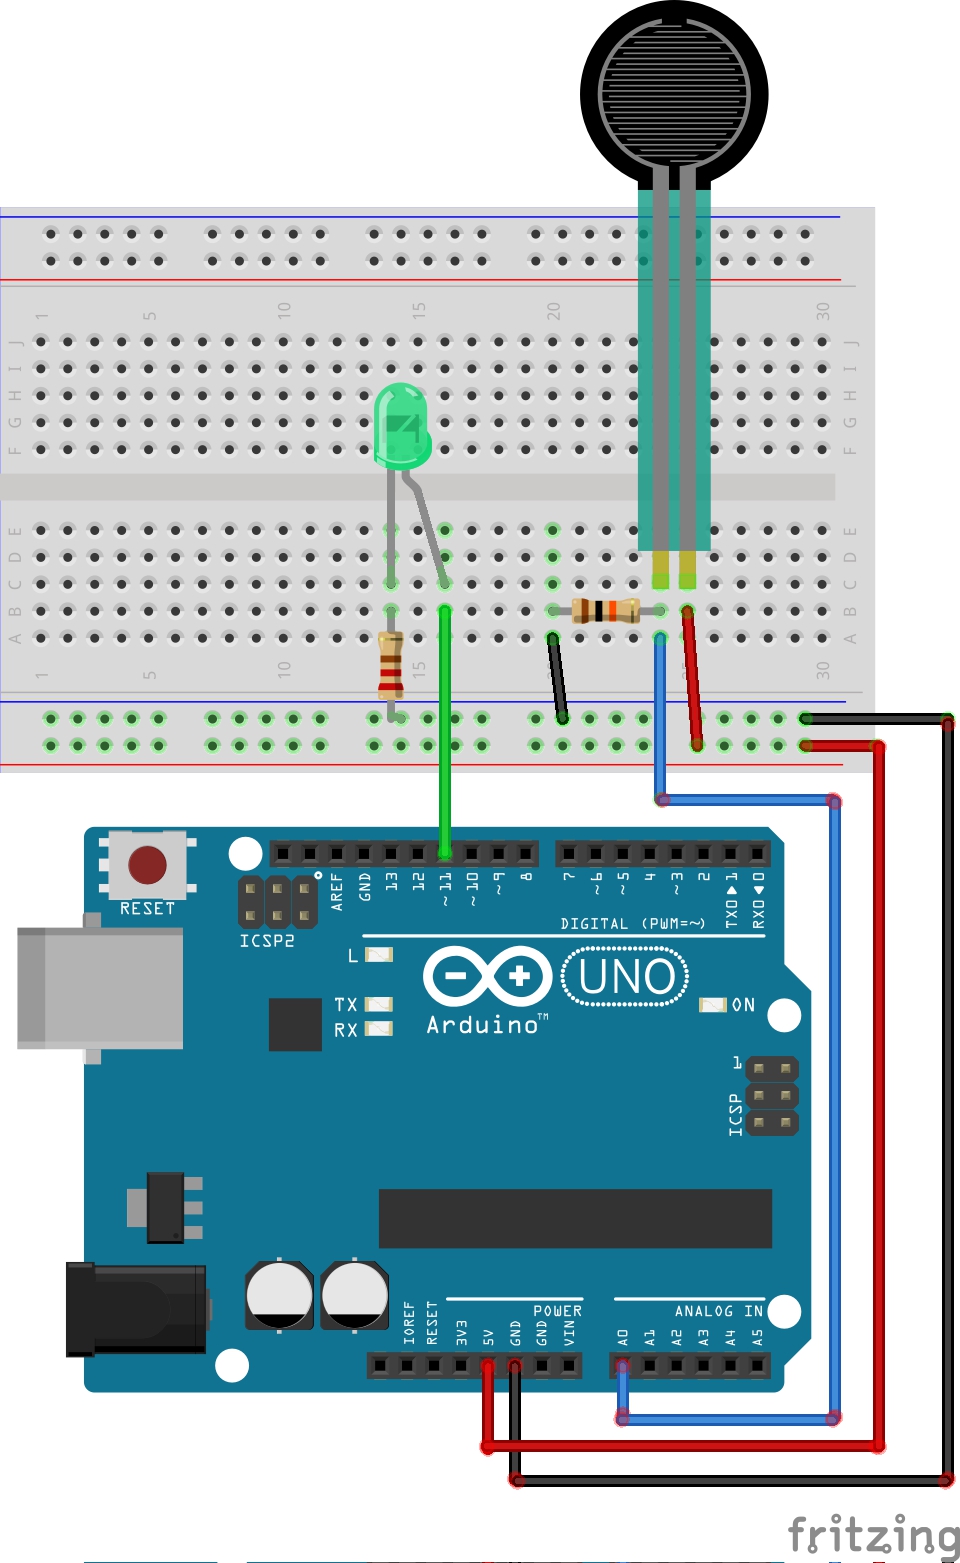 1 5 10 15 20 30
J J
I I
H H
G G
F F
E E
D D
C C
B B
A A
1 5 10 15 25 30
RESET
ICSP2
AREF GND 13 12 ~11 ~10 ~9 8 7 ~6 ~5 4 ~3 2 TX0▶1 RX0◀0
DIGITAL (PWM=~)
L
TX
RX
UNO
Arduino™
ON
1
ICSP
POWER
ANALOG IN
IOREF RESET 3V3 5V GND GND VIN A0 A1 A2 A3 A4 A5
fritzing